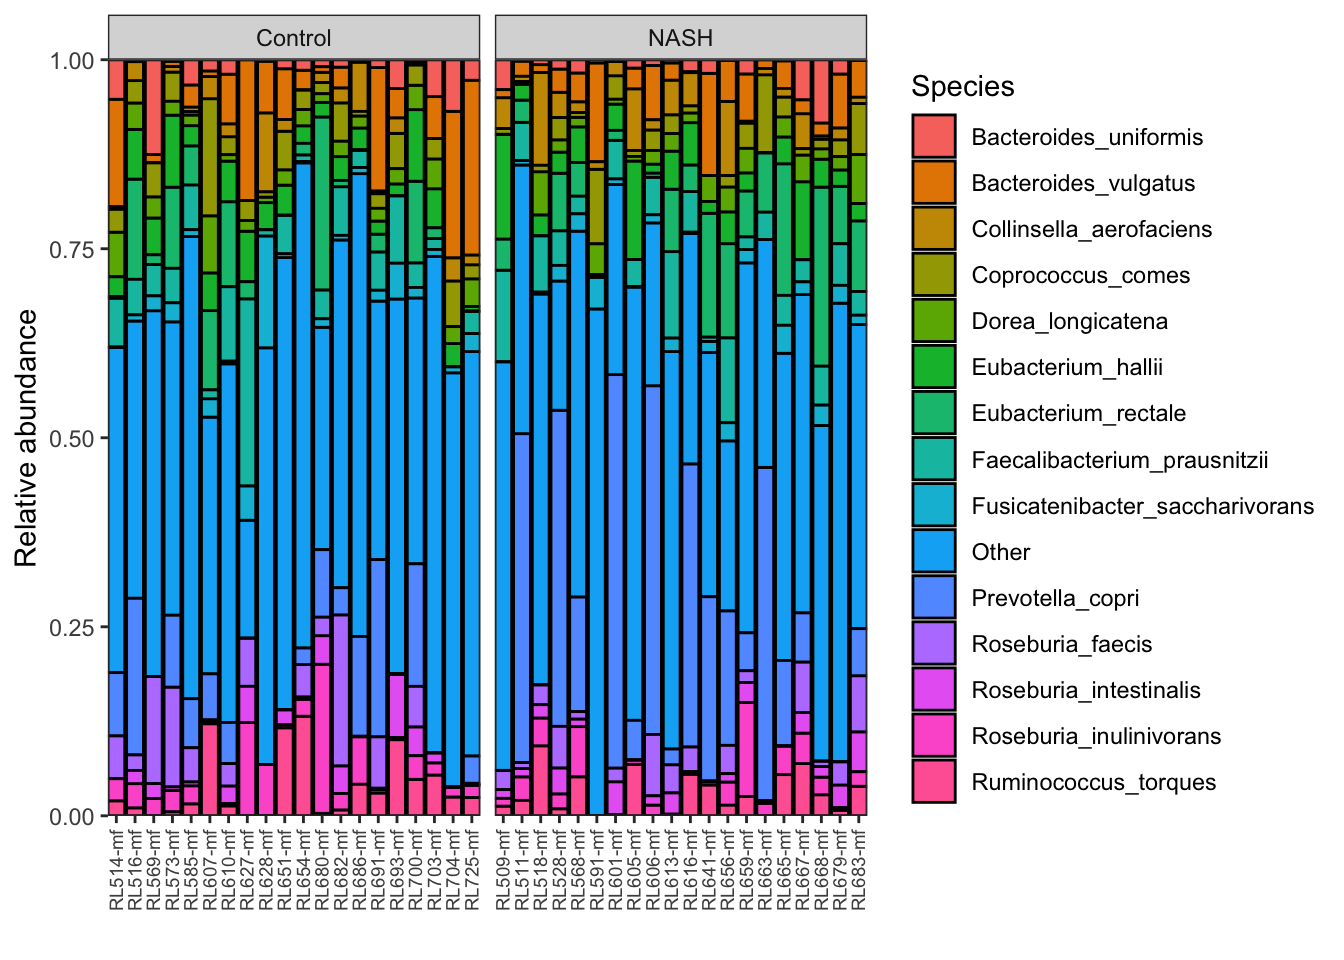 Control
NASH
Relative abundance
1.00
0.75
0.50
0.25
0.00
RL514-mf
RL516-mf
RL569-mf
RL573-mf
RL585-mf
RL607-mf
RL610-mf
RL627-mf
RL628-mf
RL651-mf
RL654-mf
RL680-mf
RL682-mf
RL686-mf
RL691-mf
RL693-mf
RL700-mf
RL703-mf
RL704-mf
RL725-mf
RL509-mf
RL511-mf
RL518-mf
RL528-mf
RL568-mf
RL591-mf
RL601-mf
RL605-mf
RL606-mf
RL613-mf
RL616-mf
RL641-mf
RL656-mf
RL659-mf
RL663-mf
RL665-mf
RL667-mf
RL668-mf
RL679-mf
RL683-mf
Species
Bacteroides_uniformis
Bacteroides_vulgatus
Collinsella_aerofaciens
Coprococcus_comes
Dorea_longicatena
Eubacterium_hallii
Eubacterium_rectale
Faecalibacterium_prausnitzii
Fusicatenibacter_saccharivorans
Other
Prevotella_copri
Roseburia_faecis
Roseburia_intestinalis
Roseburia_inulinivorans
Ruminococcus_torques